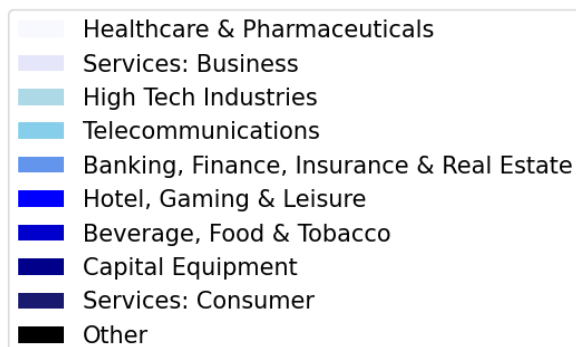 Healthcare & Pharmaceuticals
Services: Business
High Tech Industries
Telecommunications
Banking, Finance, Insurance & Real Estate
Hotel, Gaming & Leisure
Beverage, Food & Tobacco
Capital Equipment
Services: Consumer
Other